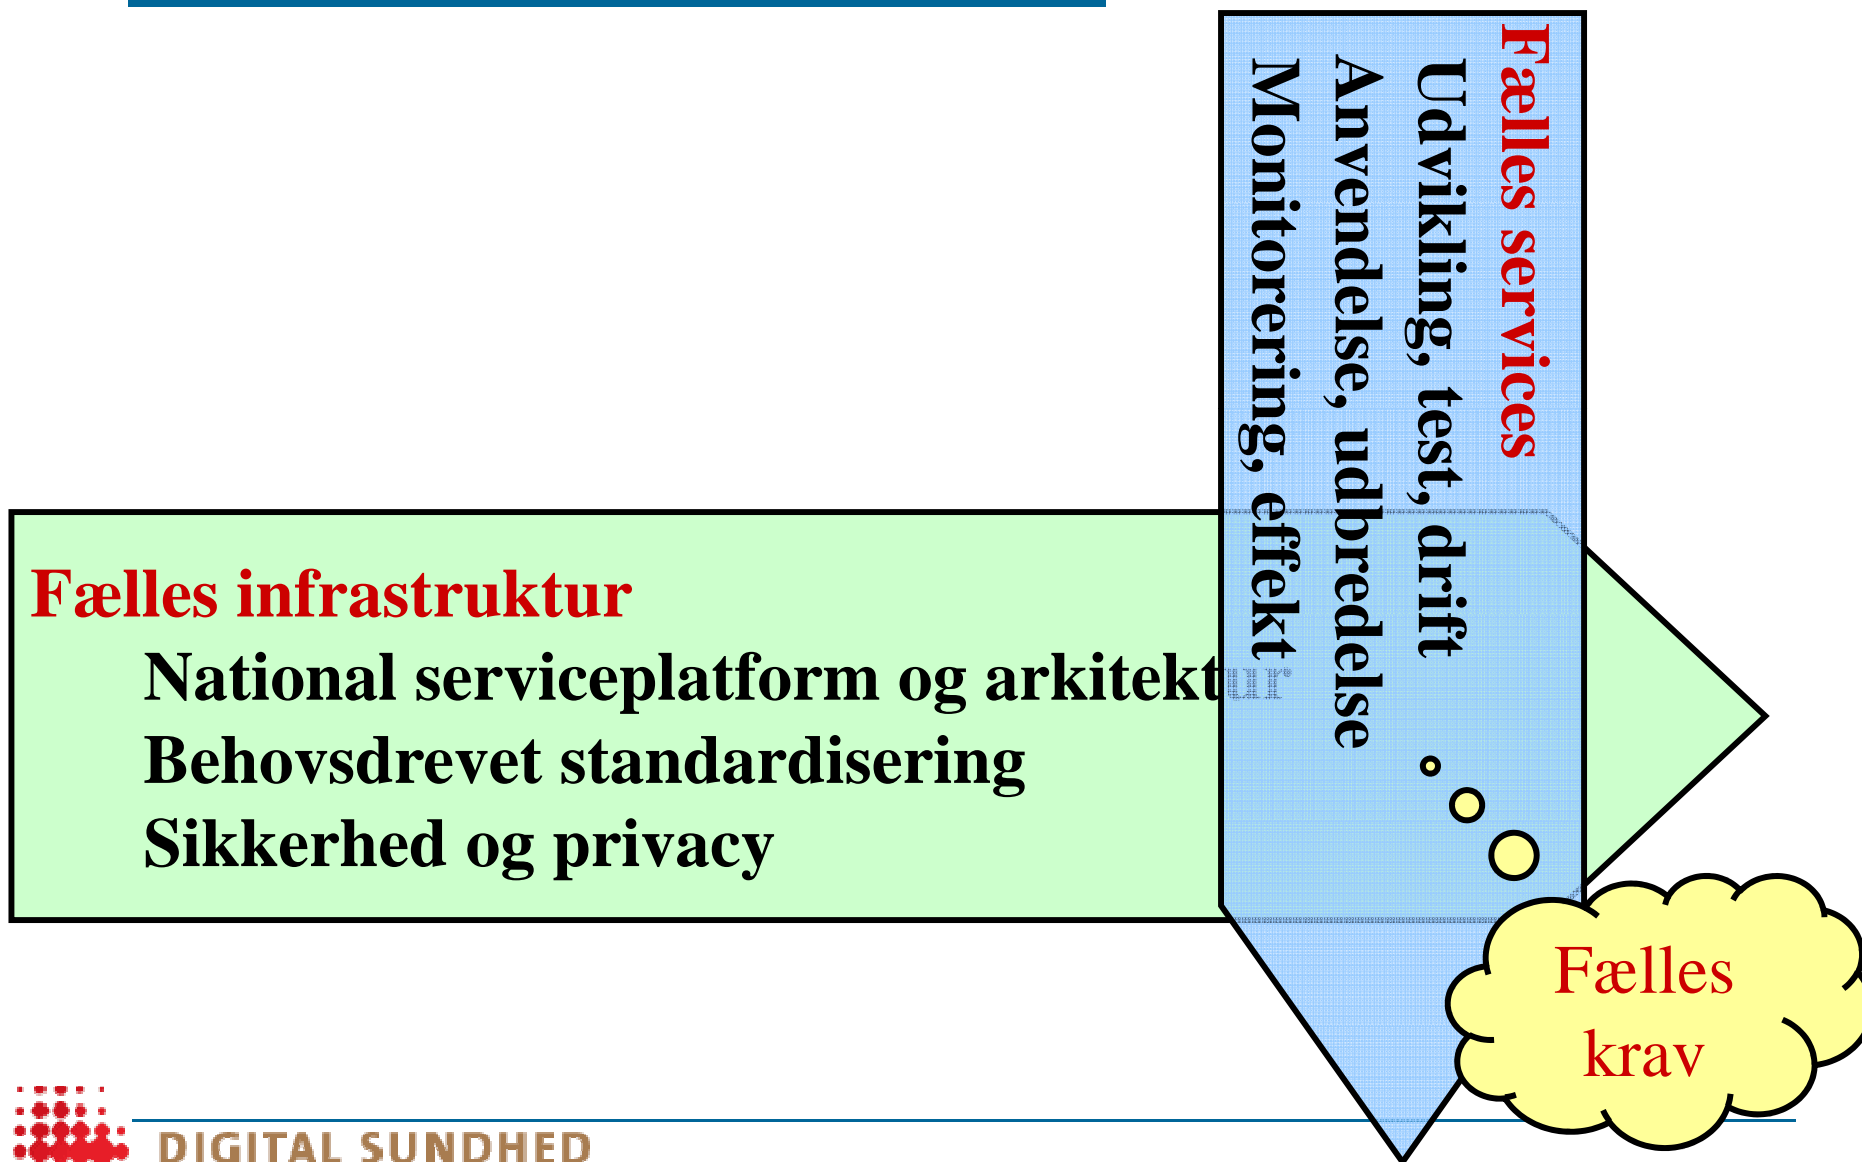 Fælles services
Udvikling, test, drift
Anvendelse, udbredelse
Monitorering, effekt
Fælles infrastruktur
National serviceplatform og arkitektur
Behovsdrevet standardisering
Sikkerhed og privacy
Fælles
krav
DIGITAL SUNDHED